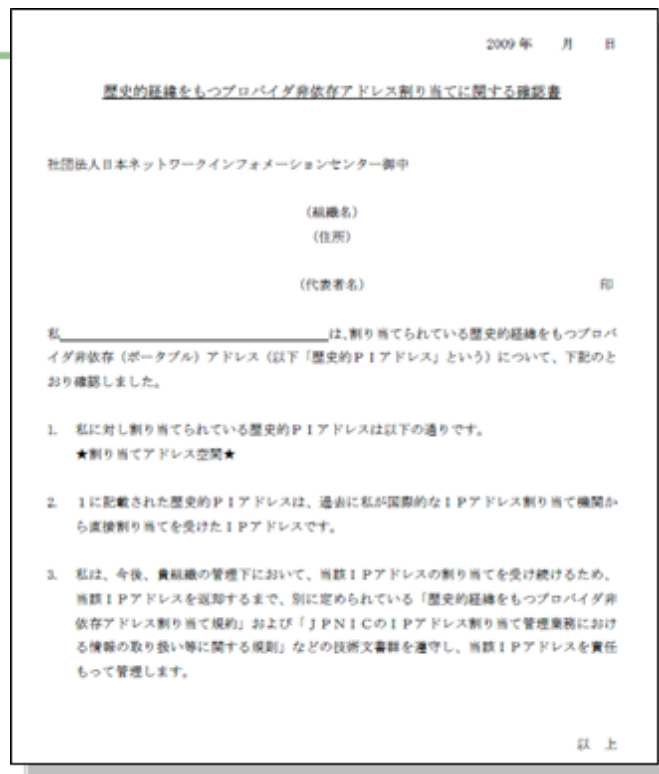 2009年　月　日
歴史的経緯をもつプロバイダ非依存アドレス割り当てに関する確認書
社団法人日本ネットワークインフォメーションセンター御中
(組織名)
(住所)
(代表者名)　印
私　は、割り当てられている歴史的経緯をもつプロバ
イダ非依存（ポータブル）アドレス（以下「歴史的ＰＩアドレス」という）について、下記のと
おり確認しました。
1. 私に対し割り当てられている歴史的ＰＩアドレスは以下の通りです。
★割り当てアドレス空間★
2. １に記載された歴史的ＰＩアドレスは、過去に私が国際的なＩＰアドレス割り当て機関か
ら直接割り当てを受けたＩＰアドレスです。
3. 私は、今後、貴組織の管理下において、当該ＩＰアドレスの割り当てを受け続けるため、
当該ＩＰアドレスを返却するまで、別に定められている「歴史的経緯をもつプロバイダ非
依存アドレス割り当て規約」および「ＪＰＮＩＣのＩＰアドレス割り当て管理業務におけ
る情報の取り扱い等に関する規則」などの技術文書群を遵守し、当該ＩＰアドレスを責任
もって管理します。
以　上